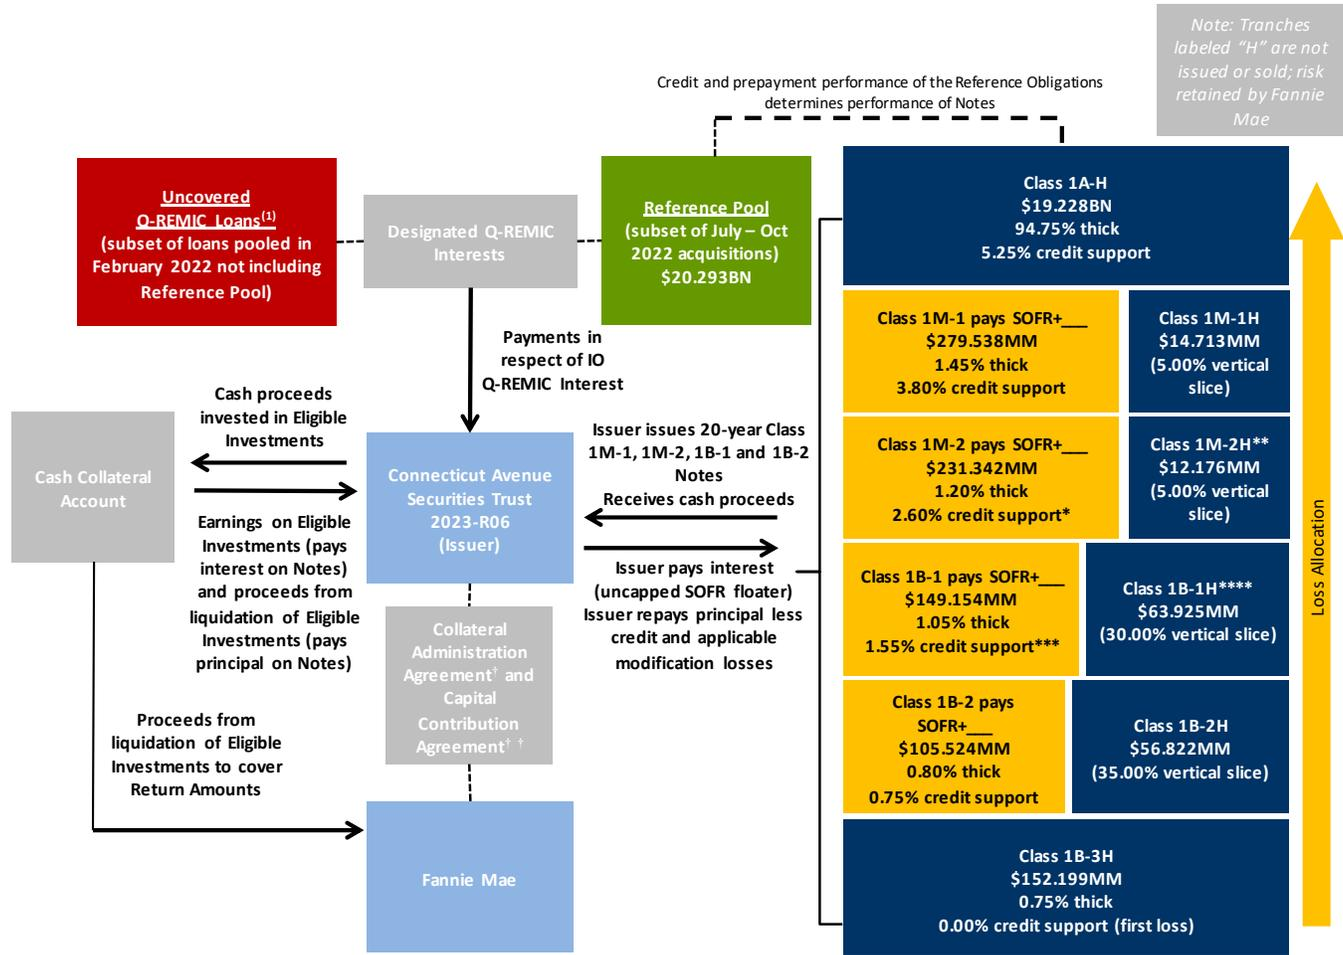 Note: Tranches
labeled “H” are not
issued or sold; risk
retained by Fannie
Mae
Credit and prepayment performance of the Reference Obligations
determines performance of Notes
Uncovered
Q-REMIC Loans(1)
(subset of loans pooled in
February 2022 not including
Reference Pool)
Designated Q-REMIC
Interests
Reference Pool
(subset of July – Oct
2022 acquisitions)
$20.293BN
Payments in
respect of IO
Q-REMIC Interest
Cash proceeds
invested in Eligible
Investments
Cash Collateral
Account
Earnings on Eligible
Investments (pays
interest on Notes)
and proceeds from
liquidation of Eligible
Investments (pays
principal on Notes)
Connecticut Avenue
Securities Trust
2023-R06
(Issuer)
Issuer issues 20-year Class
1M-1, 1M-2, 1B-1 and 1B-2
Notes
Receives cash proceeds
Issuer pays interest
(uncapped SOFR floater)
Issuer repays principal less
credit and applicable
modification losses
Collateral
Administration
Agreement† and
Capital
Contribution
Agreement† †
Proceeds from
liquidation of Eligible
Investments to cover
Return Amounts
Fannie Mae
Class 1A-H
$19.228BN
94.75% thick
5.25% credit support
Class 1M-1 pays SOFR+___
$279.538MM
1.45% thick
3.80% credit support
Class 1M-1H
$14.713MM
(5.00% vertical
slice)
Class 1M-2 pays SOFR+___
$231.342MM
1.20% thick
2.60% credit support*
Class 1M-2H**
$12.176MM
(5.00% vertical
slice)
Class 1B-1 pays SOFR+___
$149.154MM
1.05% thick
1.55% credit support***
Class 1B-1H****
$63.925MM
(30.00% vertical slice)
Class 1B-2 pays
SOFR+___
$105.524MM
0.80% thick
0.75% credit support
Class 1B-2H
$56.822MM
(35.00% vertical slice)
Class 1B-3H
$152.199MM
0.75% thick
0.00% credit support (first loss)
Loss Allocation